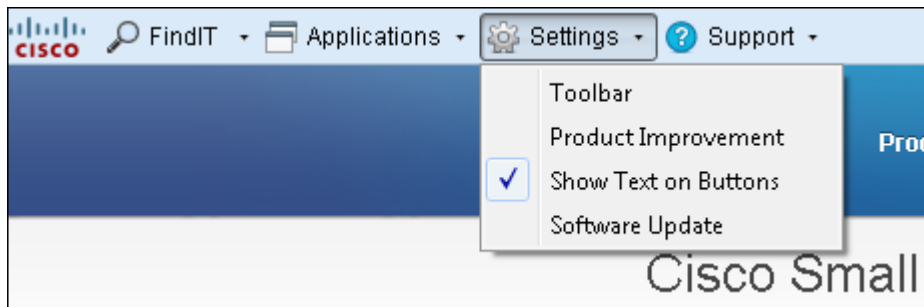 CISCO FindIT Applications Settings Support
Toolbar
Product Improvement
Show Text on Buttons
Software Update
Cisco Small